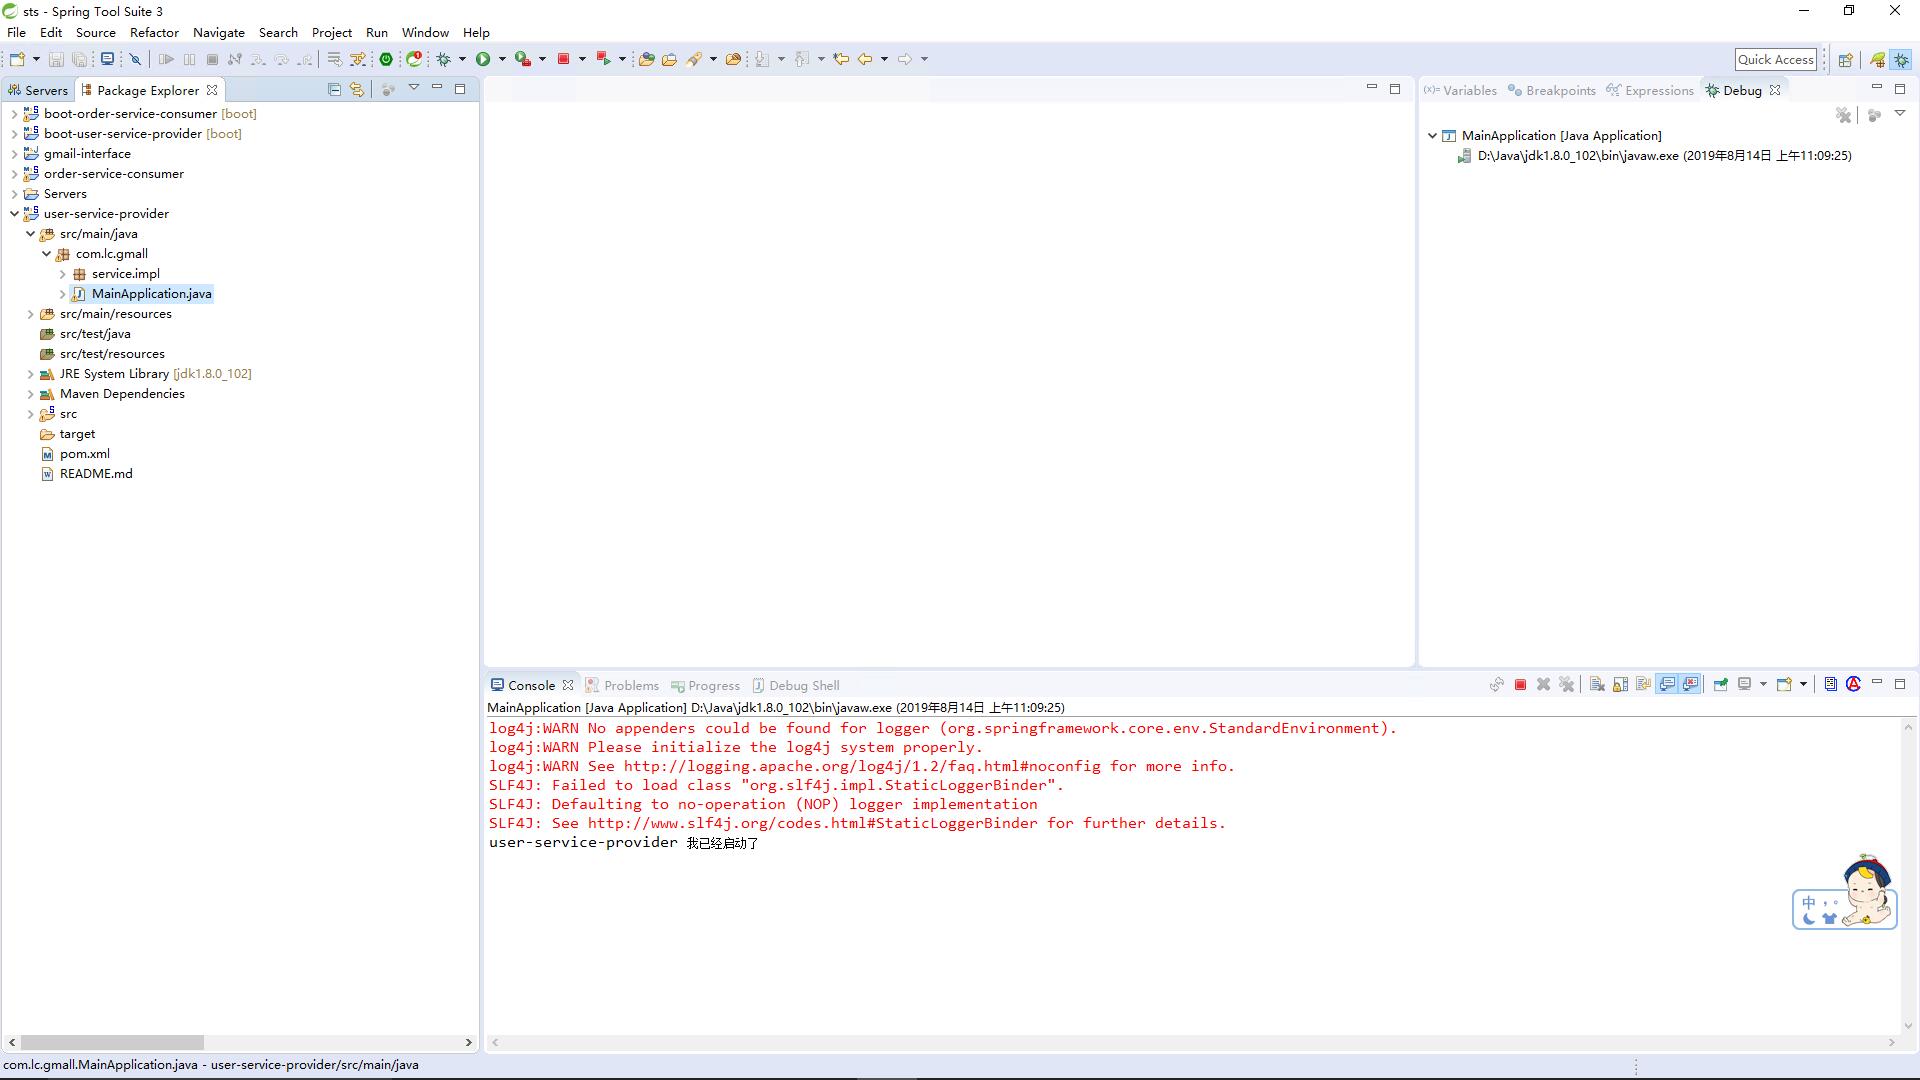 sts - Spring Tool Suite 3
File Edit Source Refactor Navigate Search Project Run Window Help
Quick Access
Servers Package Explorer
boot-order-service-consumer [boot]
boot-user-service-provider [boot]
gmail-interface
order-service-consumer
Servers
user-service-provider
src/main/java
com.lc.gmall
service.impl
MainApplication.java
src/main/resources
src/test/java
src/test/resources
JRE System Library [jdk1.8.0_102]
Maven Dependencies
src
target
pom.xml
README.md
(x)= Variables Breakpoints Expressions Debug
MainApplication [Java Application]
D:\Java\jdk1.8.0_102\bin\javaw.exe (2019年8月14日 上午11:09:25)
Console Problems Progress Debug Shell
MainApplication [Java Application] D:\Java\jdk1.8.0_102\bin\javaw.exe (2019年8月14日 上午11:09:25)
log4j:WARN No appenders could be found for logger (org.springframework.core.env.StandardEnvironment).
log4j:WARN Please initialize the log4j system properly.
log4j:WARN See http://logging.apache.org/log4j/1.2/faq.html#noconfig for more info.
SLF4J: Failed to load class "org.slf4j.impl.StaticLoggerBinder".
SLF4J: Defaulting to no-operation (NOP) logger implementation
SLF4J: See http://www.slf4j.org/codes.html#StaticLoggerBinder for further details.
user-service-provider 我已经启动了
中 ，。
com.lc.gmall.MainApplication.java - user-service-provider/src/main/java